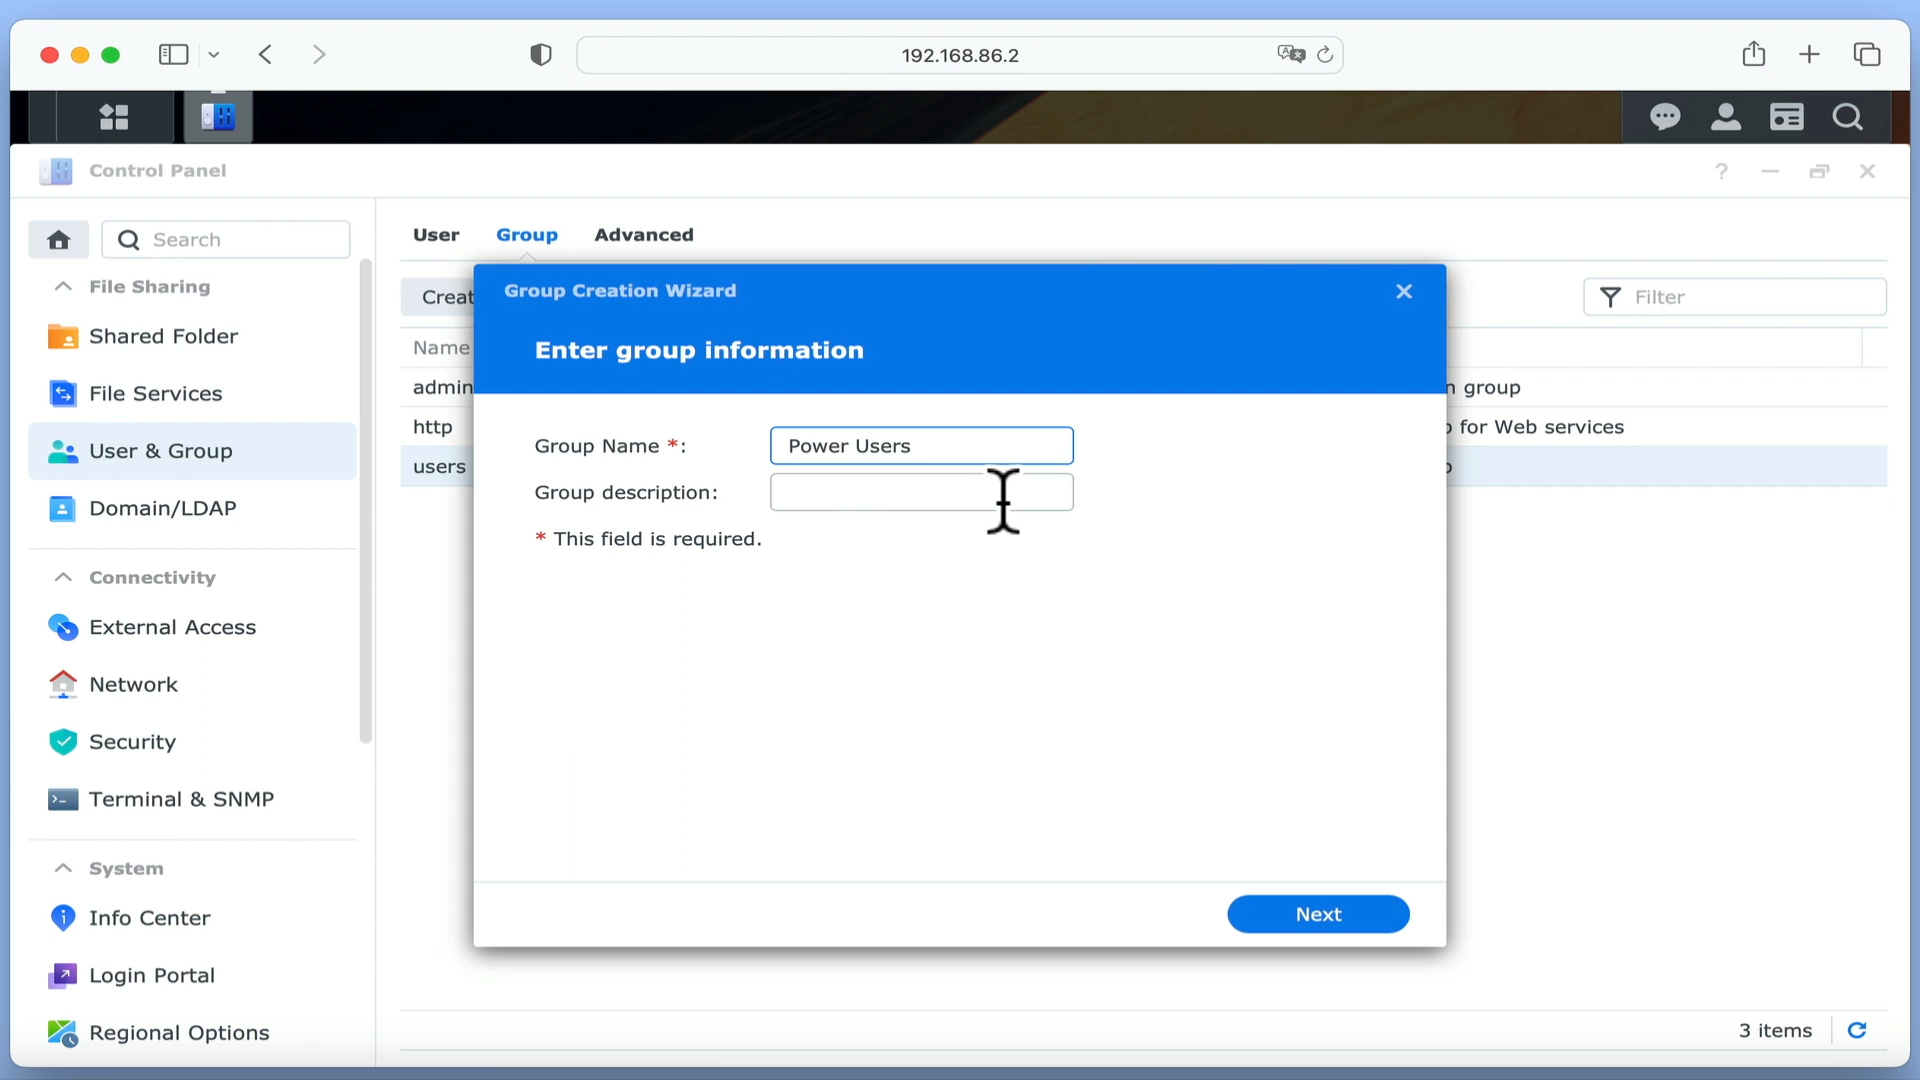 192.168.86.2
Control Panel
Search
File Sharing
Shared Folder
File Services
User & Group
Domain/LDAP
Connectivity
External Access
Network
Security
Terminal & SNMP
System
Info Center
Login Portal
Regional Options
User Group Advanced
Creat
Filter
Name
admin
n group
http
for Web services
users
Group Creation Wizard
Enter group information
Group Name *: Power Users
Group description:
* This field is required.
Next
3 items